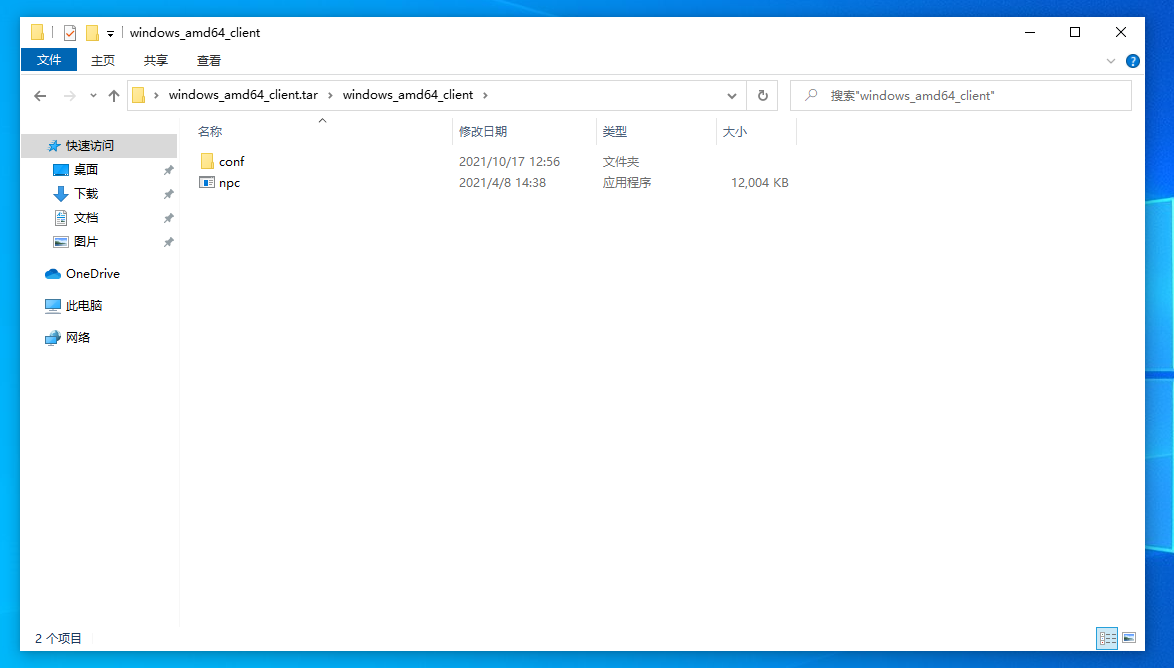 windows_amd64_client
文件 主页 共享 查看
windows_amd64_client.tar windows_amd64_client 搜索"windows_amd64_client"
名称 修改日期 类型 大小
快速访问
conf 2021/10/17 12:56 文件夹
桌面
npc 2021/4/8 14:38 应用程序 12,004 KB
下载
文档
图片
OneDrive
此电脑
网络
2 个项目